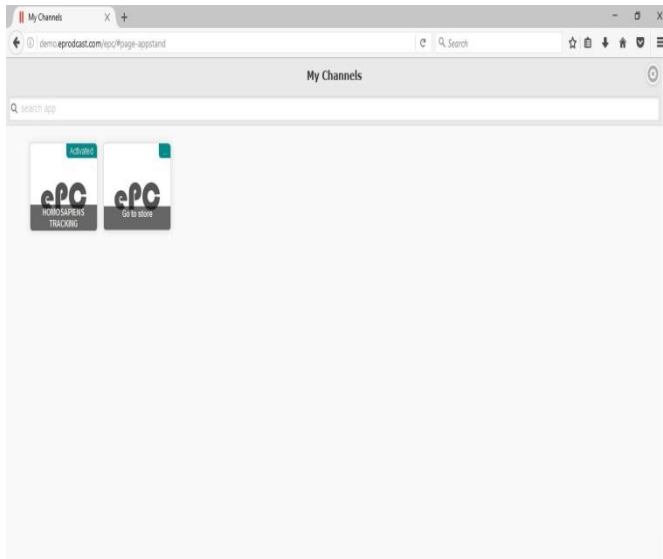 My Channels
demo.eprodcast.com/epc/#page-appstand
Search
My Channels
search app
Activated
ePC
HOMOSAPIENS
TRACKING
...
ePC
Go to store